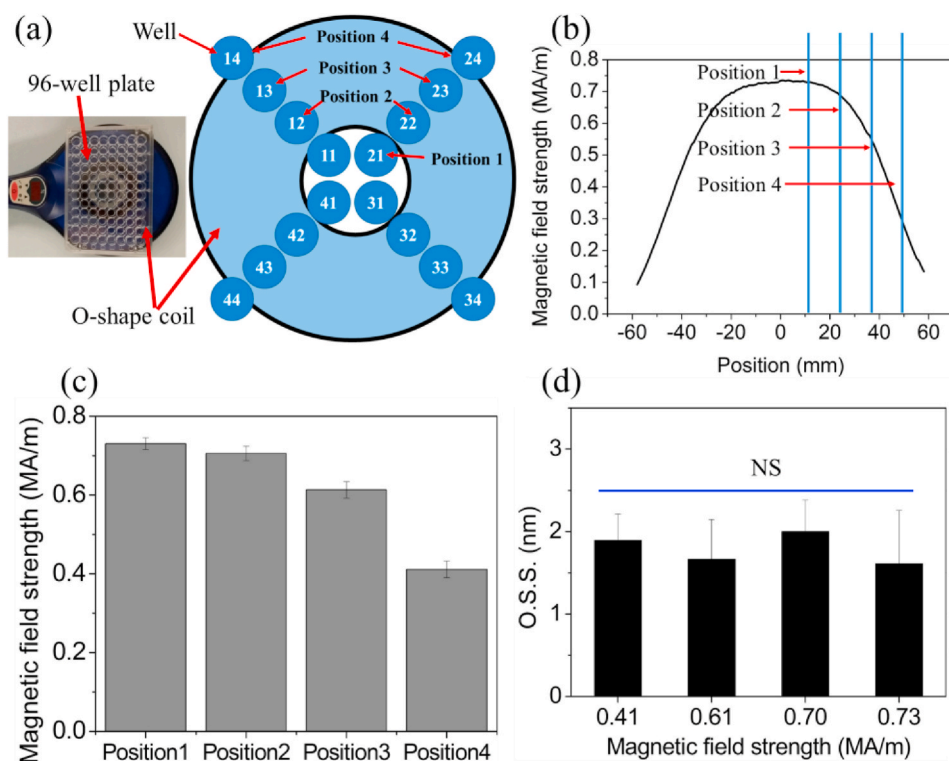 (a)
Well
14
Position 4
24
13
Position 3
23
96-well plate
12
Position 2
22
11
21
Position 1
41
31
42
32
43
33
O-shape coil
44
34
(b)
Magnetic field strength (MA/m)
0.8
0.7
0.6
0.5
0.4
0.3
0.2
0.1
0.0
Position 1
Position 2
Position 3
Position 4
-60 -40 -20 0 20 40 60
Position (mm)
(c)
Magnetic field strength (MA/m)
0.8
0.6
0.4
0.2
0.0
Position1 Position2 Position3 Position4
(d)
O.S.S. (nm)
3
2
1
0
NS
0.41 0.61 0.70 0.73
Magnetic field strength (MA/m)